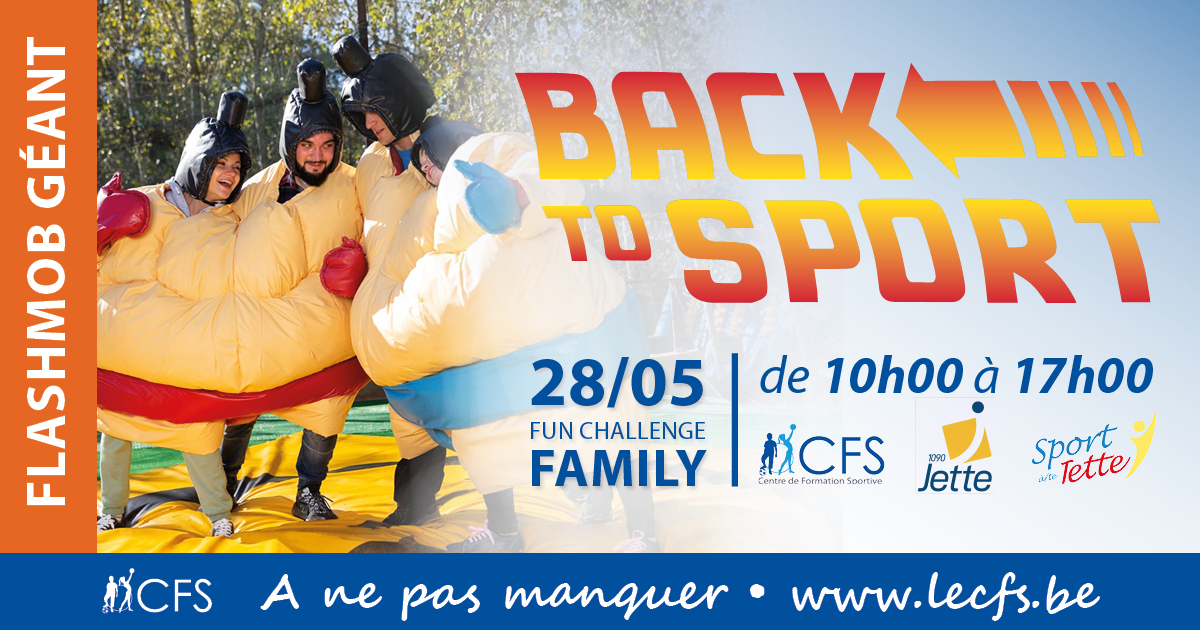 FLASHMOB GÉANT
BACK
TO SPORT
28/05
FUN CHALLENGE
FAMILY
de 10h00 à 17h00
CFS
Centre de Formation Sportive
1090
Jette
Sport
à/te Jette
CFS A ne pas manquer • www.lecfs.be